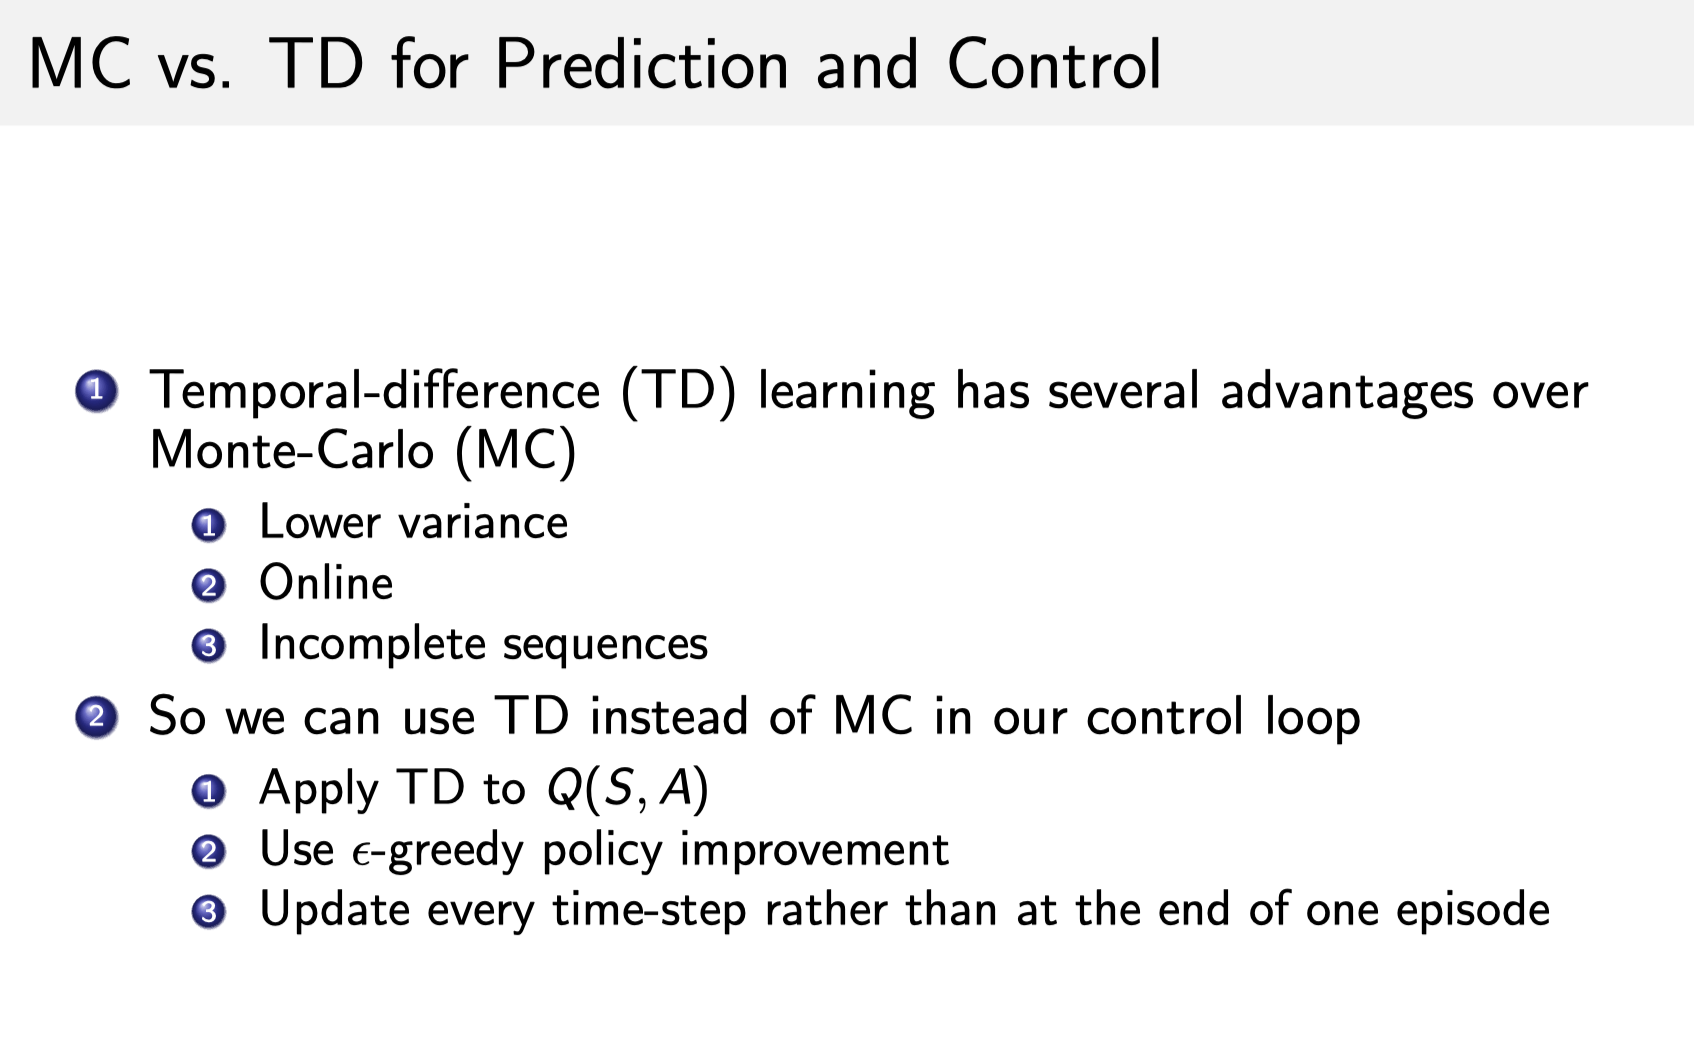 MC vs. TD for Prediction and Control
1 Temporal-difference (TD) learning has several advantages over
Monte-Carlo (MC)
1 Lower variance
2 Online
3 Incomplete sequences
2 So we can use TD instead of MC in our control loop
1 Apply TD to Q(S, A)
2 Use ϵ-greedy policy improvement
3 Update every time-step rather than at the end of one episode